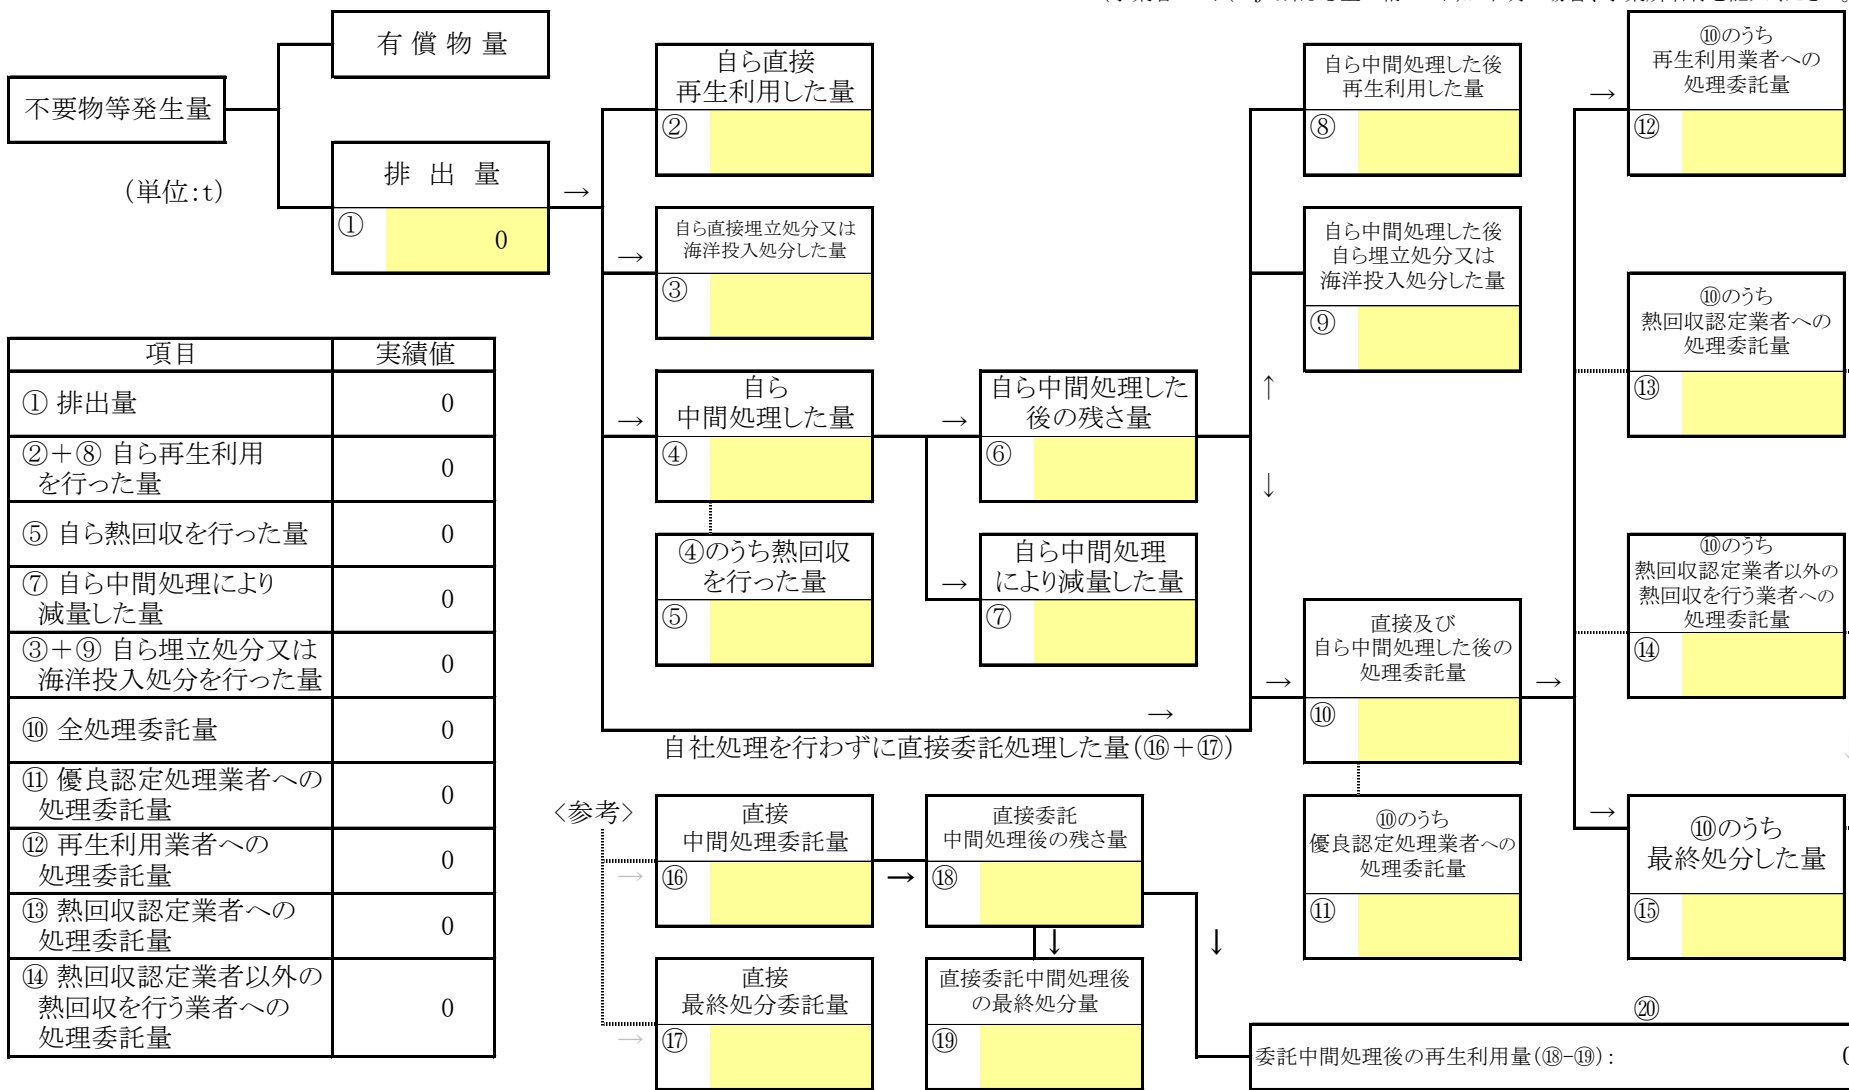 有 償 物 量
不要物等発生量
(単位:t)
排 出 量
①
0
→
自ら直接
再生利用した量
②
→
自ら直接埋立処分又は
海洋投入処分した量
③
→
自ら
中間処理した量
④
④のうち熱回収
を行った量
⑤
→
自ら中間処理した
後の残さ量
⑥
→
自ら中間処理
により減量した量
⑦
自ら中間処理した後
再生利用した量
⑧
自ら中間処理した後
自ら埋立処分又は
海洋投入処分した量
⑨
↑
↓
→
直接及び
自ら中間処理した後の
処理委託量
⑩
→
⑩のうち
優良認定処理業者への
処理委託量
⑪
→
⑩のうち
再生利用業者への
処理委託量
⑫
⑩のうち
熱回収認定業者への
処理委託量
⑬
⑩のうち
熱回収認定業者以外の
熱回収を行う業者への
処理委託量
⑭
→
⑩のうち
最終処分した量
⑮
→
自社処理を行わずに直接委託処理した量(⑯+⑰)
<参考>
→
直接
中間処理委託量
⑯
→
直接委託
中間処理後の残さ量
⑱
↓
↓
→
直接
最終処分委託量
⑰
直接委託中間処理後
の最終処分量
⑲
⑳
委託中間処理後の再生利用量(⑱-⑲):
項目 実績値
① 排出量 0
②+⑧ 自ら再生利用
を行った量 0
⑤ 自ら熱回収を行った量 0
⑦ 自ら中間処理により
減量した量 0
③+⑨ 自ら埋立処分又は
海洋投入処分を行った量 0
⑩ 全処理委託量 0
⑪ 優良認定処理業者への
処理委託量 0
⑫ 再生利用業者への
処理委託量 0
⑬ 熱回収認定業者への
処理委託量 0
⑭ 熱回収認定業者以外の
熱回収を行う業者への
処理委託量 0